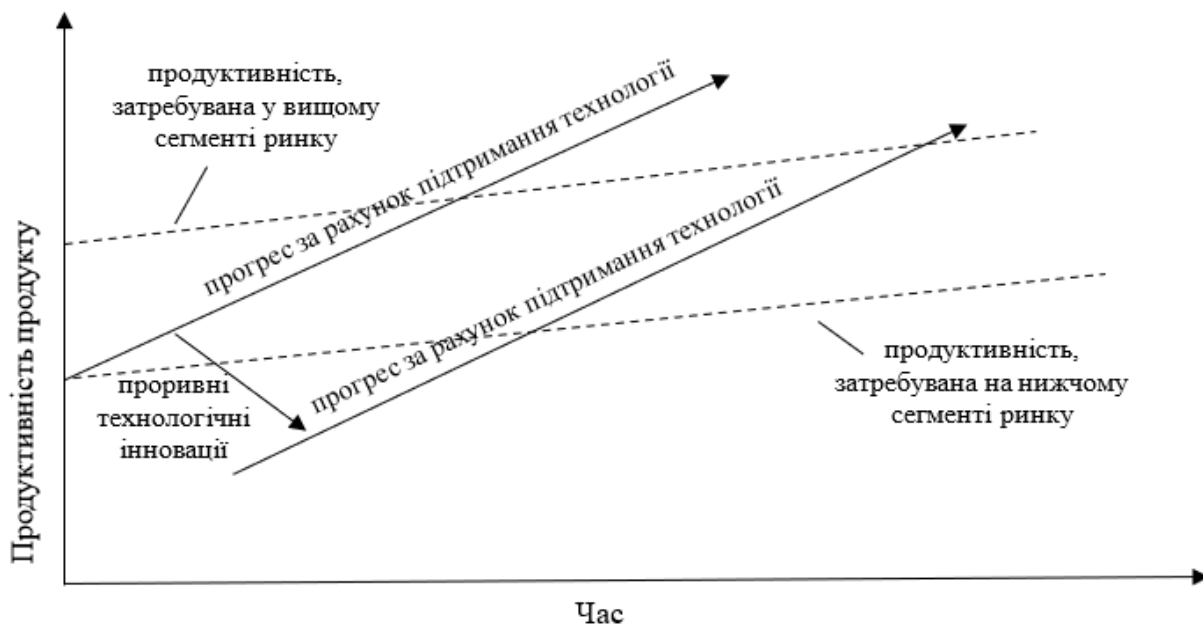 продуктивність,
затребувана у вищому
сегменті ринку
прогрес за рахунок підтримання технології
прогрес за рахунок підтримання технології
продуктивність,
затребувана на нижчому
сегменті ринку
проривні
технологічні
інновації
Продуктивність продукту
Час